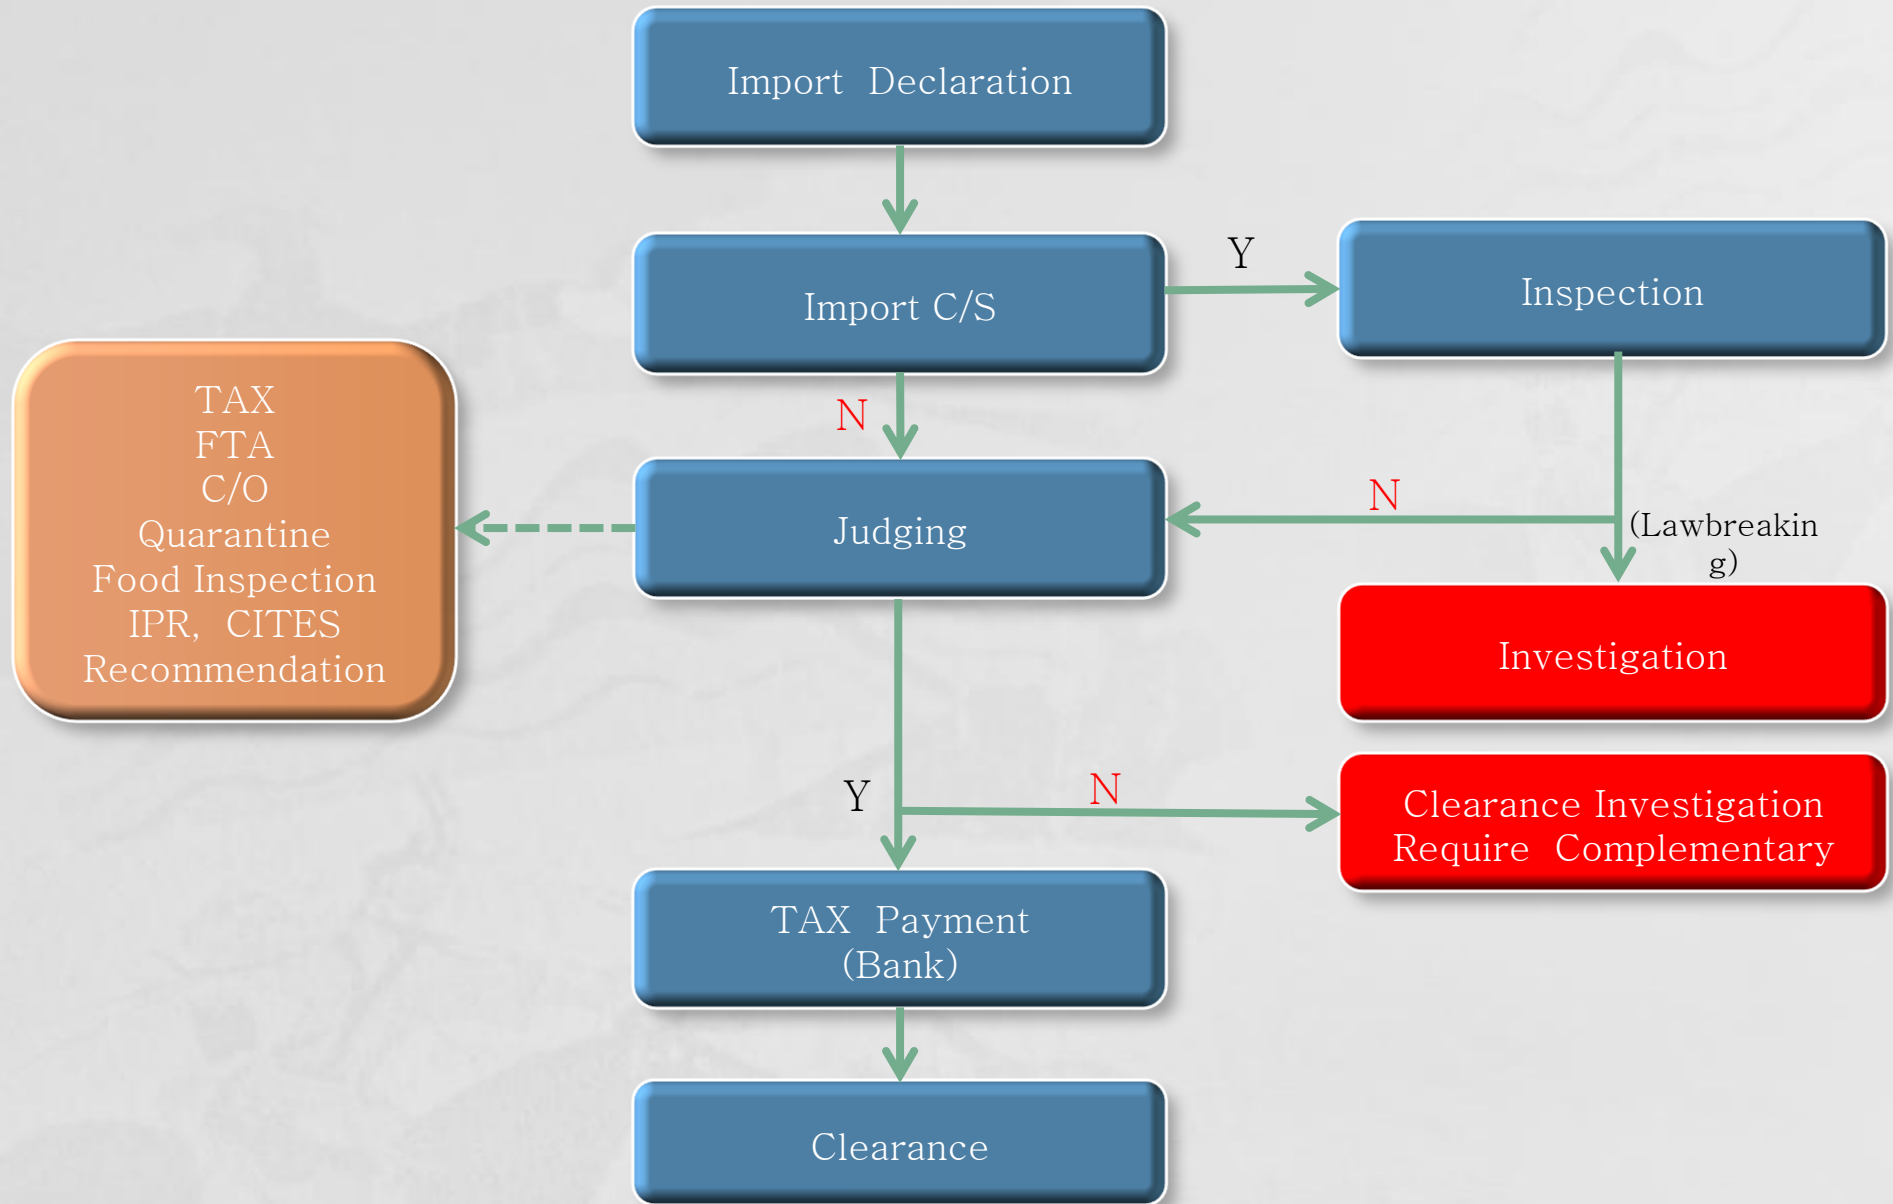 Import Declaration
Import C/S
Y
Inspection
N
TAX
FTA
C/O
Quarantine
Food Inspection
IPR, CITES
Recommendation
Judging
N
(Lawbreakin
g)
Investigation
Y
N
Clearance Investigation
Require Complementary
TAX Payment
(Bank)
Clearance